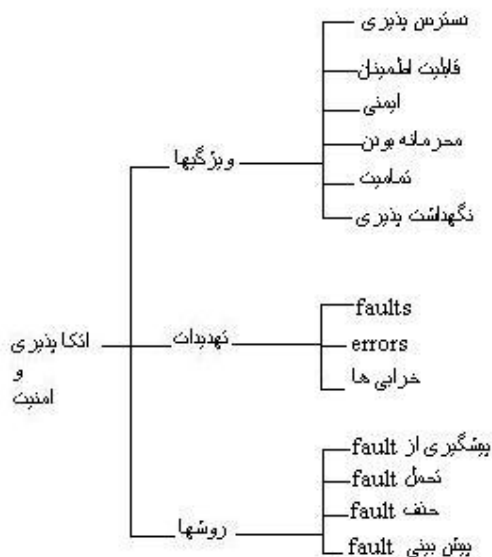 دسترس پذیری
قابلیت اطمینان
ایمنی
محرمانه بودن
تمامیت
نگهداشت پذیری
ویژگیها
اتکا پذیری
و
امنیت
تهدیدات
faults
errors
خرابی ها
روشها
پیشگیری از fault
تحمل fault
حذف fault
پیش بینی fault